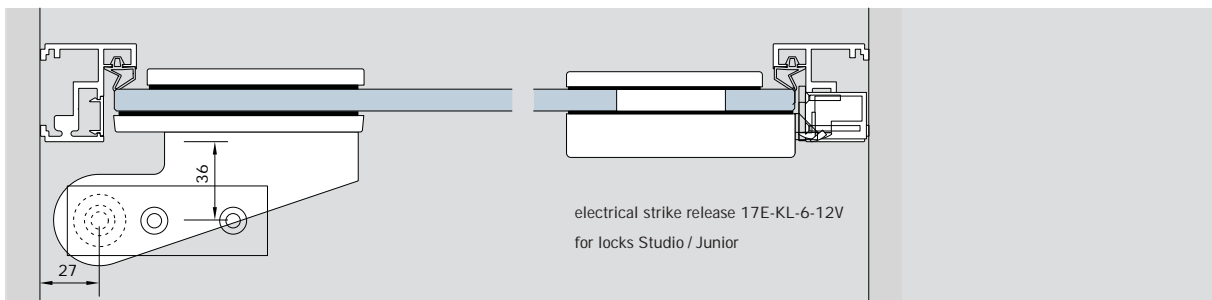 36
electrical strike release 17E-KL-6-12V
for locks Studio / Junior
27